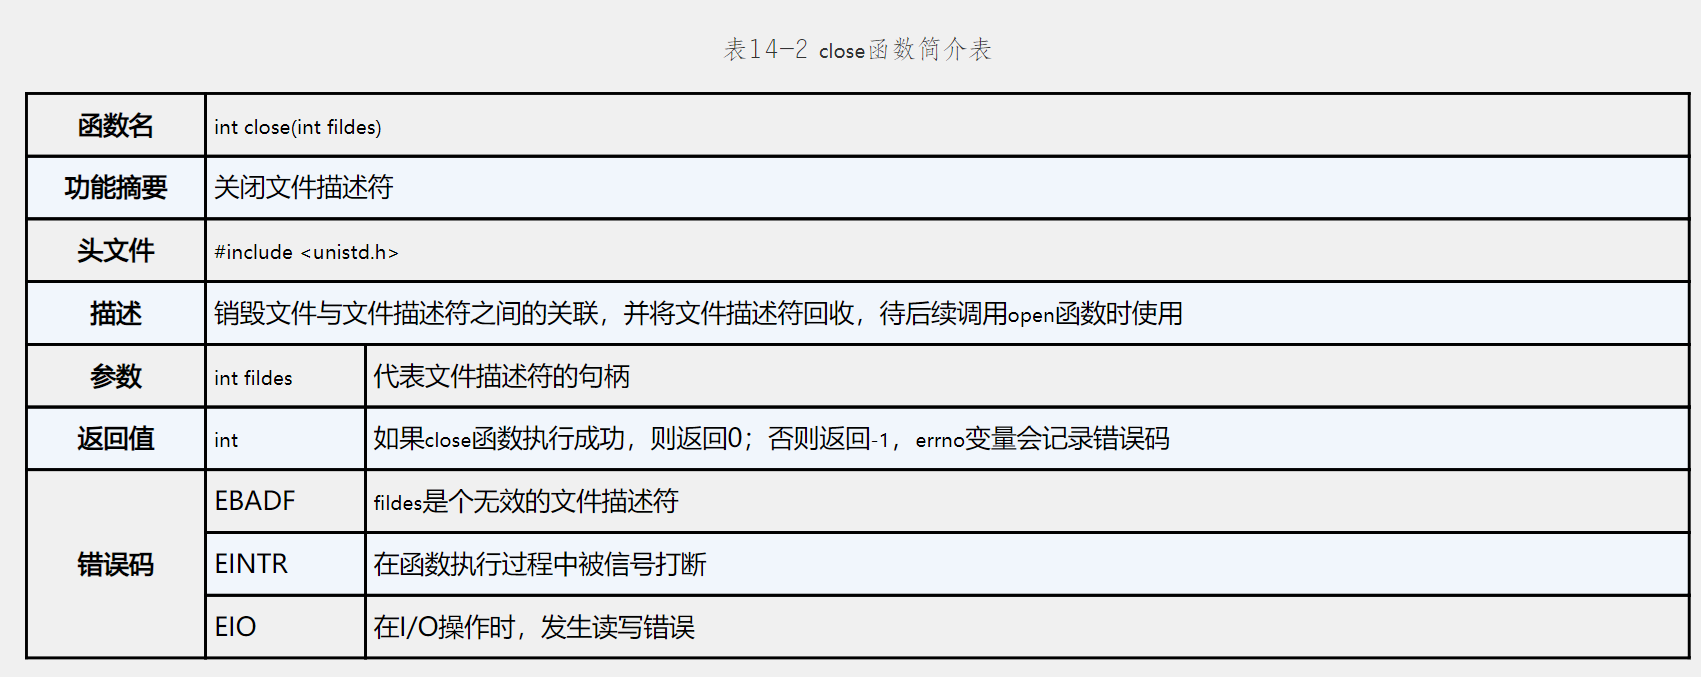 表14-2 close函数简介表
函数名 int close(int fildes)
功能摘要 关闭文件描述符
头文件 #include <unistd.h>
描述 销毁文件与文件描述符之间的关联，并将文件描述符回收，待后续调用open函数时使用
参数 int fildes 代表文件描述符的句柄
返回值 int 如果close函数执行成功，则返回0；否则返回-1，errno变量会记录错误码
EBADF fildes是个无效的文件描述符
错误码 EINTR 在函数执行过程中被信号打断
EIO 在I/O操作时，发生读写错误